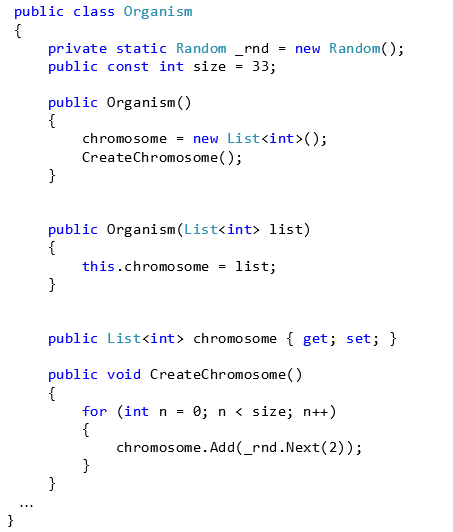 public class Organism
{
    private static Random _rnd = new Random();
    public const int size = 33;

    public Organism()
    {
        chromosome = new List<int>();
        CreateChromosome();
    }

    public Organism(List<int> list)
    {
        this.chromosome = list;
    }

    public List<int> chromosome { get; set; }

    public void CreateChromosome()
    {
        for (int n = 0; n < size; n++)
        {
            chromosome.Add(_rnd.Next(2));
        }
    }
...
}